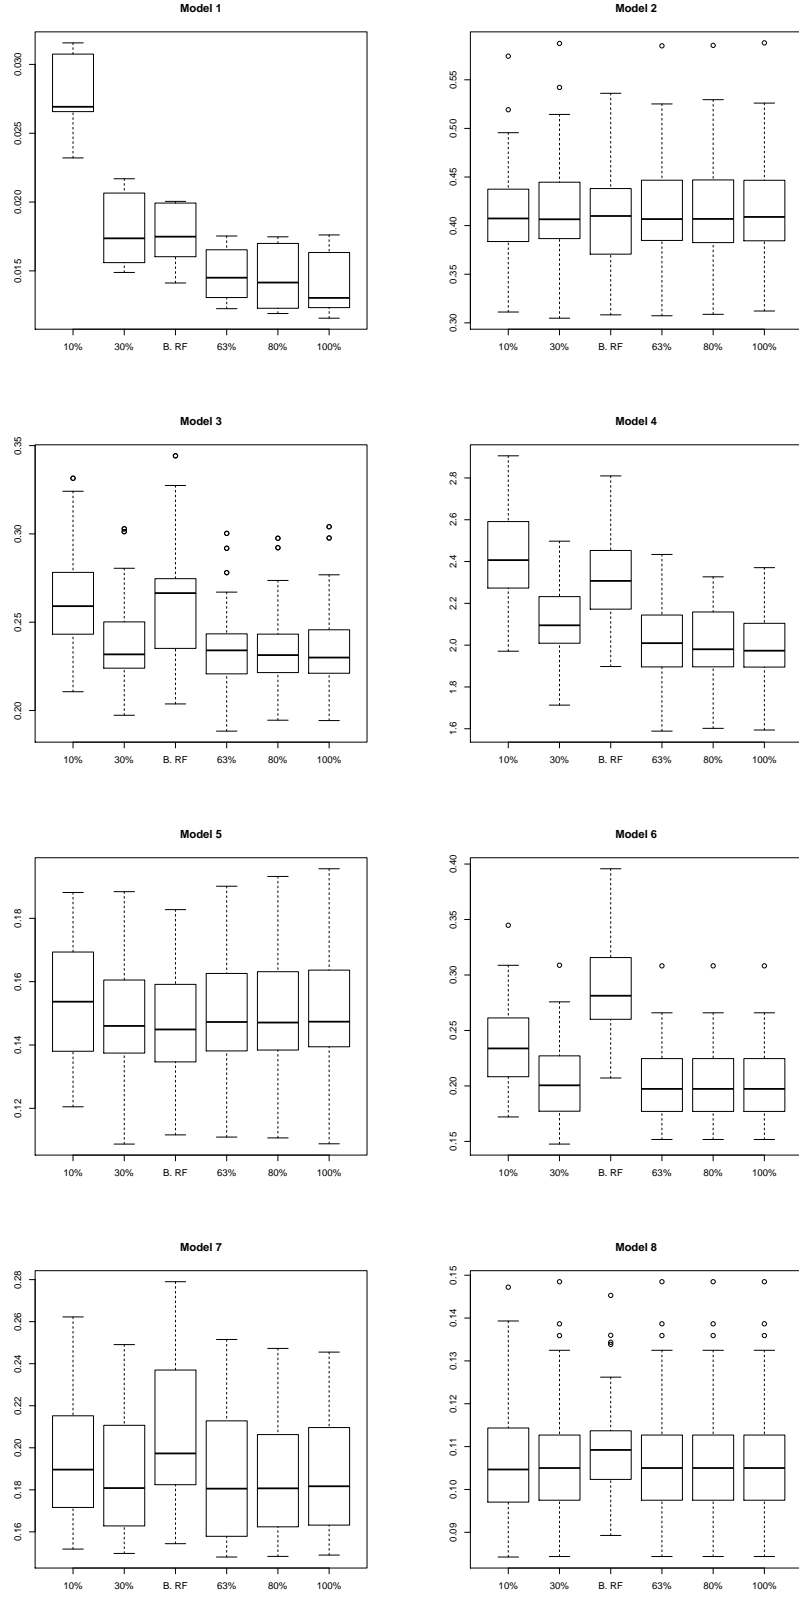 Model 1
0.030
0.025
0.020
0.015
10% 30% B. RF 63% 80% 100%
Model 2
0.55
0.50
0.45
0.40
0.35
0.30
10% 30% B. RF 63% 80% 100%
Model 3
0.35
0.30
0.25
0.20
10% 30% B. RF 63% 80% 100%
Model 4
2.8
2.6
2.4
2.2
2.0
1.8
1.6
10% 30% B. RF 63% 80% 100%
Model 5
0.18
0.16
0.14
0.12
10% 30% B. RF 63% 80% 100%
Model 6
0.40
0.35
0.30
0.25
0.20
0.15
10% 30% B. RF 63% 80% 100%
Model 7
0.28
0.26
0.24
0.22
0.20
0.18
0.16
10% 30% B. RF 63% 80% 100%
Model 8
0.15
0.14
0.13
0.12
0.11
0.10
0.09
10% 30% B. RF 63% 80% 100%